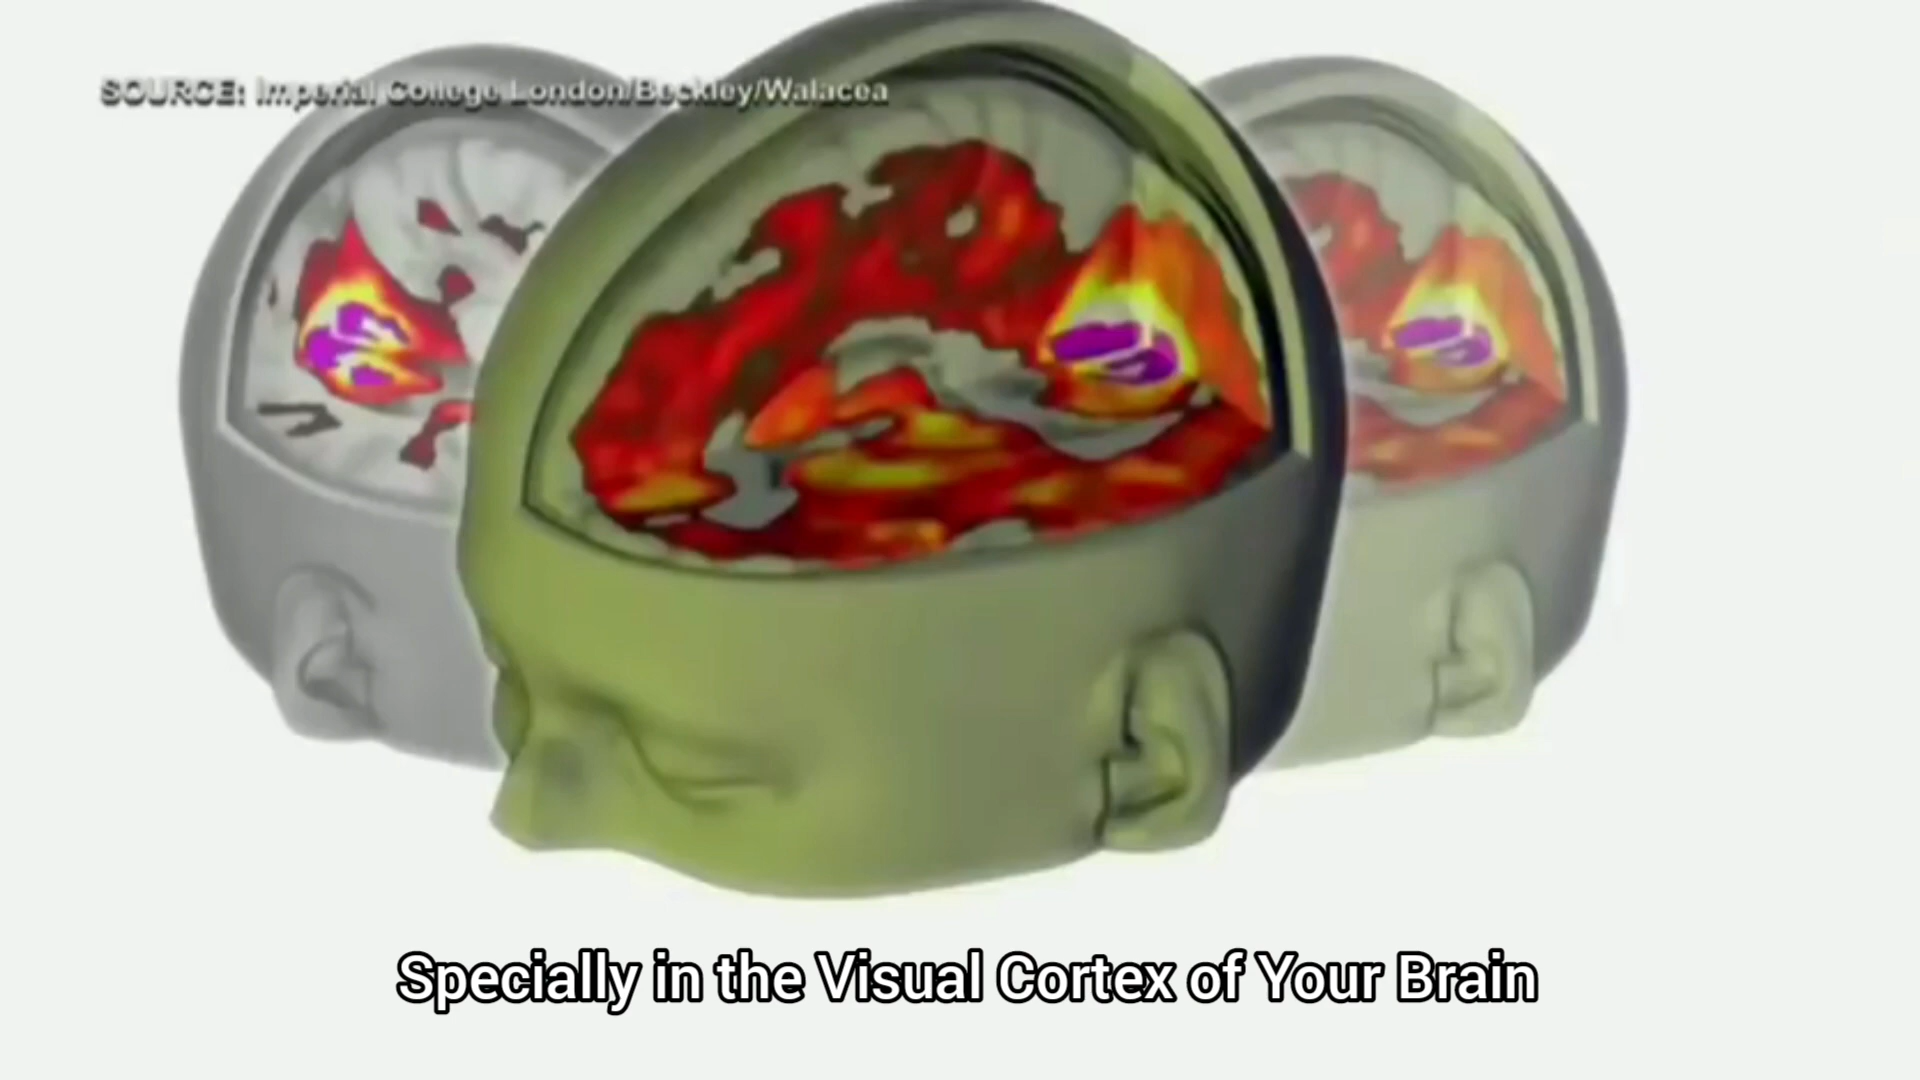 SOURCE: Imperial College London/Beckley/Walacea
Specially in the Visual Cortex of Your Brain